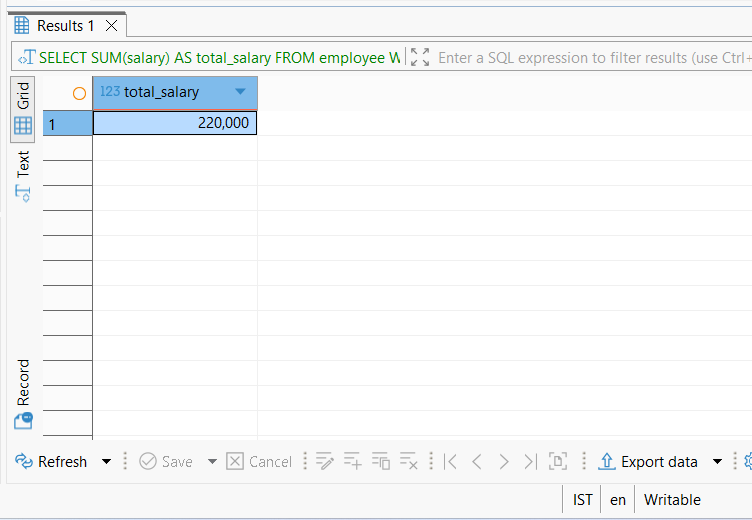 Results 1
SELECT SUM(salary) AS total_salary FROM employee W
Enter a SQL expression to filter results (use Ctrl+
Grid
123 total_salary
1
220,000
Text
Record
Refresh
Save
Cancel
Export data
IST
en
Writable